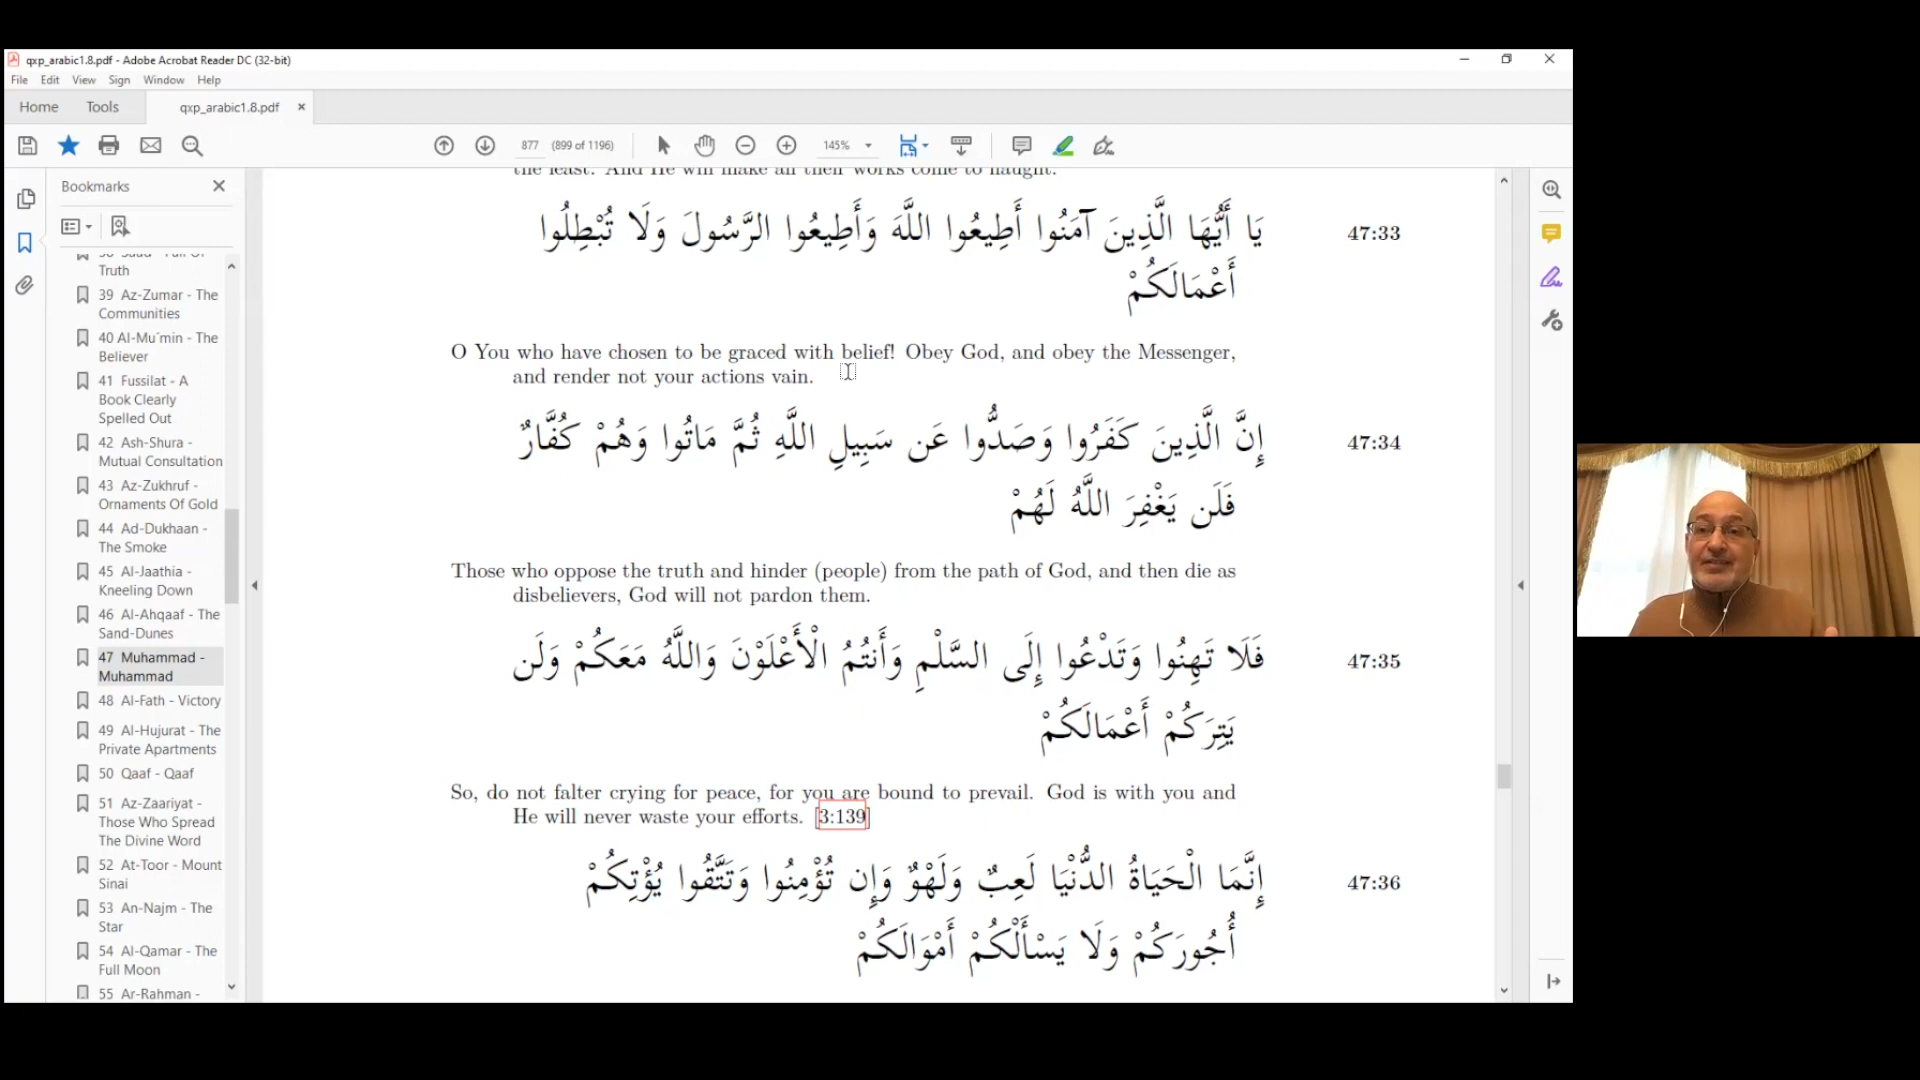 qxp_arabic1.8.pdf - Adobe Acrobat Reader DC (32-bit)
File Edit View Sign Window Help
Home Tools qxp_arabic1.8.pdf
877 (899 of 1196) 145%
Bookmarks
Truth
39 Az-Zumar - The
Communities
40 Al-Mu´min - The
Believer
41 Fussilat - A
Book Clearly
Spelled Out
42 Ash-Shura -
Mutual Consultation
43 Az-Zukhruf -
Ornaments Of Gold
44 Ad-Dukhaan -
The Smoke
45 Al-Jaathia -
Kneeling Down
46 Al-Ahqaaf - The
Sand-Dunes
47 Muhammad -
Muhammad
48 Al-Fath - Victory
49 Al-Hujurat - The
Private Apartments
50 Qaaf - Qaaf
51 Az-Zaariyat -
Those Who Spread
The Divine Word
52 At-Toor - Mount
Sinai
53 An-Najm - The
Star
54 Al-Qamar - The
Full Moon
55 Ar-Rahman -
the least. And He will make all their works come to naught.
يَا أَيُّهَا الَّذِينَ آمَنُوا أَطِيعُوا اللَّهَ وَأَطِيعُوا الرَّسُولَ وَلَا تُبْطِلُوا 47:33
أَعْمَالَكُمْ
O You who have chosen to be graced with belief! Obey God, and obey the Messenger,
and render not your actions vain.
إِنَّ الَّذِينَ كَفَرُوا وَصَدُّوا عَن سَبِيلِ اللَّهِ ثُمَّ مَاتُوا وَهُمْ كُفَّارٌ 47:34
فَلَن يَغْفِرَ اللَّهُ لَهُمْ
Those who oppose the truth and hinder (people) from the path of God, and then die as
disbelievers, God will not pardon them.
فَلَا تَهِنُوا وَتَدْعُوا إِلَى السَّلْمِ وَأَنتُمُ الْأَعْلَوْنَ وَاللَّهُ مَعَكُمْ وَلَن 47:35
يَتِرَكُمْ أَعْمَالَكُمْ
So, do not falter crying for peace, for you are bound to prevail. God is with you and
He will never waste your efforts. [3:139]
إِنَّمَا الْحَيَاةُ الدُّنْيَا لَعِبٌ وَلَهْوٌ وَإِن تُؤْمِنُوا وَتَتَّقُوا يُؤْتِكُمْ 47:36
أُجُورَكُمْ وَلَا يَسْأَلْكُمْ أَمْوَالَكُمْ